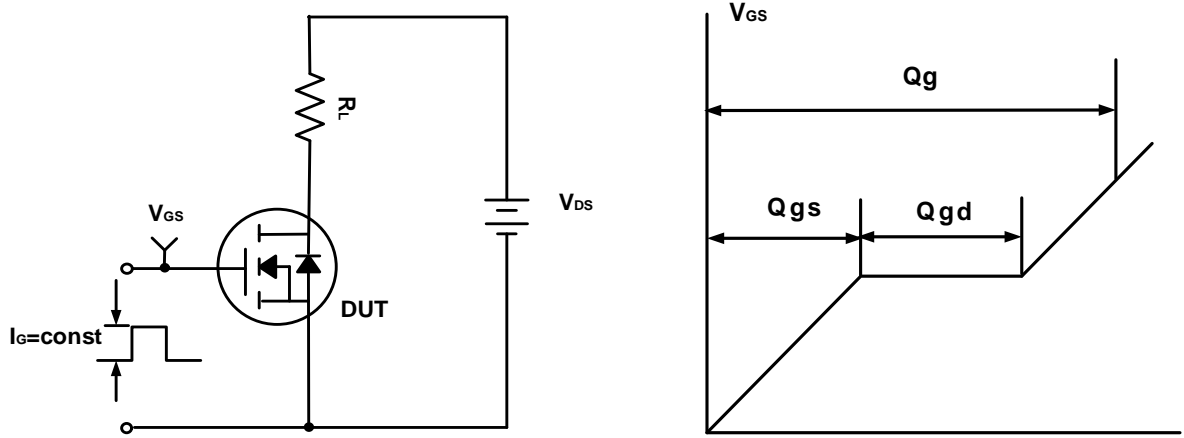 RL
VGS
VDS
DUT
IG=const
VGS
Qg
Qgs
Qgd